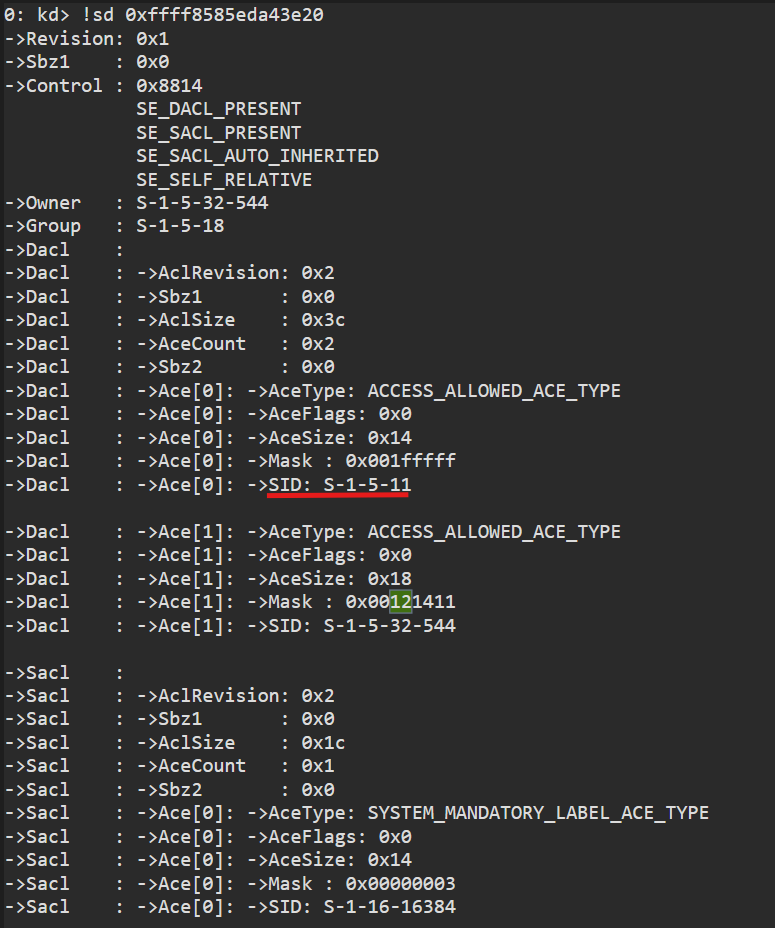 0: kd> !sd 0xffff8585eda43e20
->Revision: 0x1
->Sbz1    : 0x0
->Control : 0x8814
            SE_DACL_PRESENT
            SE_SACL_PRESENT
            SE_SACL_AUTO_INHERITED
            SE_SELF_RELATIVE
->Owner   : S-1-5-32-544
->Group   : S-1-5-18
->Dacl    :
->Dacl    : ->AclRevision: 0x2
->Dacl    : ->Sbz1       : 0x0
->Dacl    : ->AclSize    : 0x3c
->Dacl    : ->AceCount   : 0x2
->Dacl    : ->Sbz2       : 0x0
->Dacl    : ->Ace[0]: ->AceType: ACCESS_ALLOWED_ACE_TYPE
->Dacl    : ->Ace[0]: ->AceFlags: 0x0
->Dacl    : ->Ace[0]: ->AceSize: 0x14
->Dacl    : ->Ace[0]: ->Mask : 0x001fffff
->Dacl    : ->Ace[0]: ->SID: S-1-5-11
->Dacl    : ->Ace[1]: ->AceType: ACCESS_ALLOWED_ACE_TYPE
->Dacl    : ->Ace[1]: ->AceFlags: 0x0
->Dacl    : ->Ace[1]: ->AceSize: 0x18
->Dacl    : ->Ace[1]: ->Mask : 0x00121411
->Dacl    : ->Ace[1]: ->SID: S-1-5-32-544
->Sacl    :
->Sacl    : ->AclRevision: 0x2
->Sacl    : ->Sbz1       : 0x0
->Sacl    : ->AclSize    : 0x1c
->Sacl    : ->AceCount   : 0x1
->Sacl    : ->Sbz2       : 0x0
->Sacl    : ->Ace[0]: ->AceType: SYSTEM_MANDATORY_LABEL_ACE_TYPE
->Sacl    : ->Ace[0]: ->AceFlags: 0x0
->Sacl    : ->Ace[0]: ->AceSize: 0x14
->Sacl    : ->Ace[0]: ->Mask : 0x00000003
->Sacl    : ->Ace[0]: ->SID: S-1-16-16384